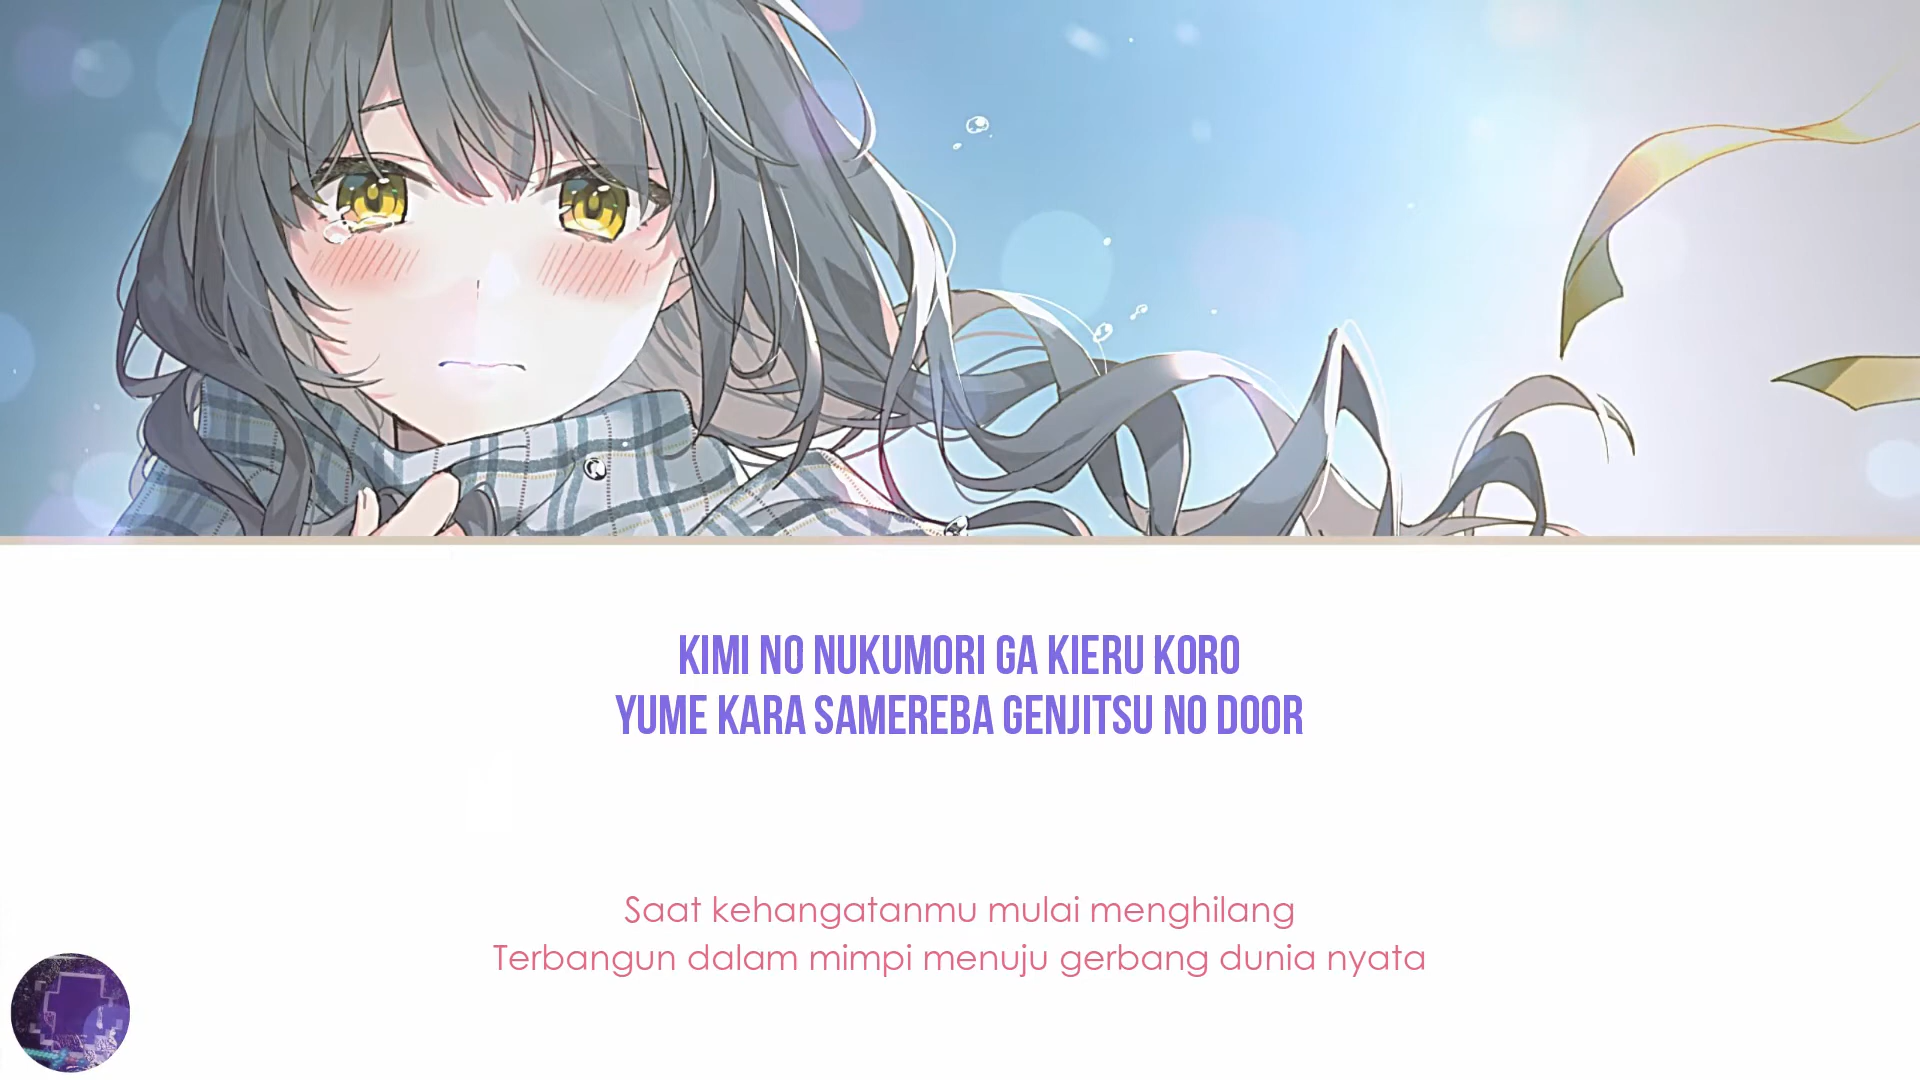 KIMI NO NUKUMORI GA KIERU KORO
YUME KARA SAMEREBA GENJITSU NO DOOR
Saat kehangatanmu mulai menghilang
Terbangun dalam mimpi menuju gerbang dunia nyata